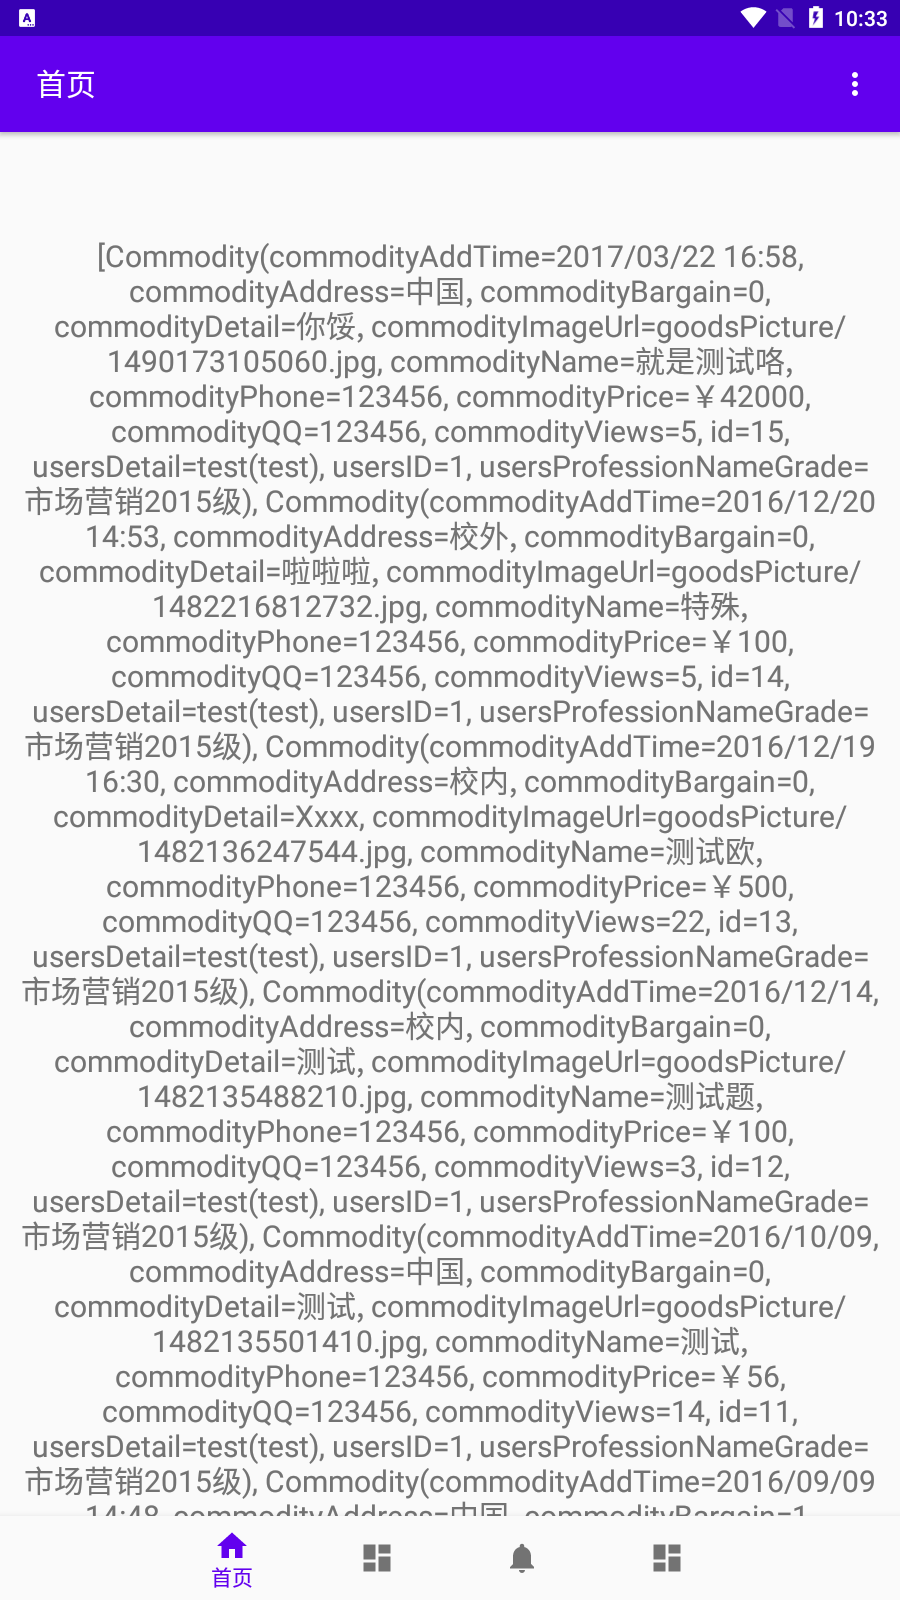 10:33
首页
[Commodity(commodityAddTime=2017/03/22 16:58,
commodityAddress=中国, commodityBargain=0,
commodityDetail=你馁, commodityImageUrl=goodsPicture/
1490173105060.jpg, commodityName=就是测试咯,
commodityPhone=123456, commodityPrice=￥42000,
commodityQQ=123456, commodityViews=5, id=15,
usersDetail=test(test), usersID=1, usersProfessionNameGrade=
市场营销2015级), Commodity(commodityAddTime=2016/12/20
14:53, commodityAddress=校外, commodityBargain=0,
commodityDetail=啦啦啦, commodityImageUrl=goodsPicture/
1482216812732.jpg, commodityName=特殊,
commodityPhone=123456, commodityPrice=￥100,
commodityQQ=123456, commodityViews=5, id=14,
usersDetail=test(test), usersID=1, usersProfessionNameGrade=
市场营销2015级), Commodity(commodityAddTime=2016/12/19
16:30, commodityAddress=校内, commodityBargain=0,
commodityDetail=Xxxx, commodityImageUrl=goodsPicture/
1482136247544.jpg, commodityName=测试欧,
commodityPhone=123456, commodityPrice=￥500,
commodityQQ=123456, commodityViews=22, id=13,
usersDetail=test(test), usersID=1, usersProfessionNameGrade=
市场营销2015级), Commodity(commodityAddTime=2016/12/14,
commodityAddress=校内, commodityBargain=0,
commodityDetail=测试, commodityImageUrl=goodsPicture/
1482135488210.jpg, commodityName=测试题,
commodityPhone=123456, commodityPrice=￥100,
commodityQQ=123456, commodityViews=3, id=12,
usersDetail=test(test), usersID=1, usersProfessionNameGrade=
市场营销2015级), Commodity(commodityAddTime=2016/10/09,
commodityAddress=中国, commodityBargain=0,
commodityDetail=测试, commodityImageUrl=goodsPicture/
1482135501410.jpg, commodityName=测试,
commodityPhone=123456, commodityPrice=￥56,
commodityQQ=123456, commodityViews=14, id=11,
usersDetail=test(test), usersID=1, usersProfessionNameGrade=
市场营销2015级), Commodity(commodityAddTime=2016/09/09
14:48, commodityAddress=中国, commodityBargain=1,
首页